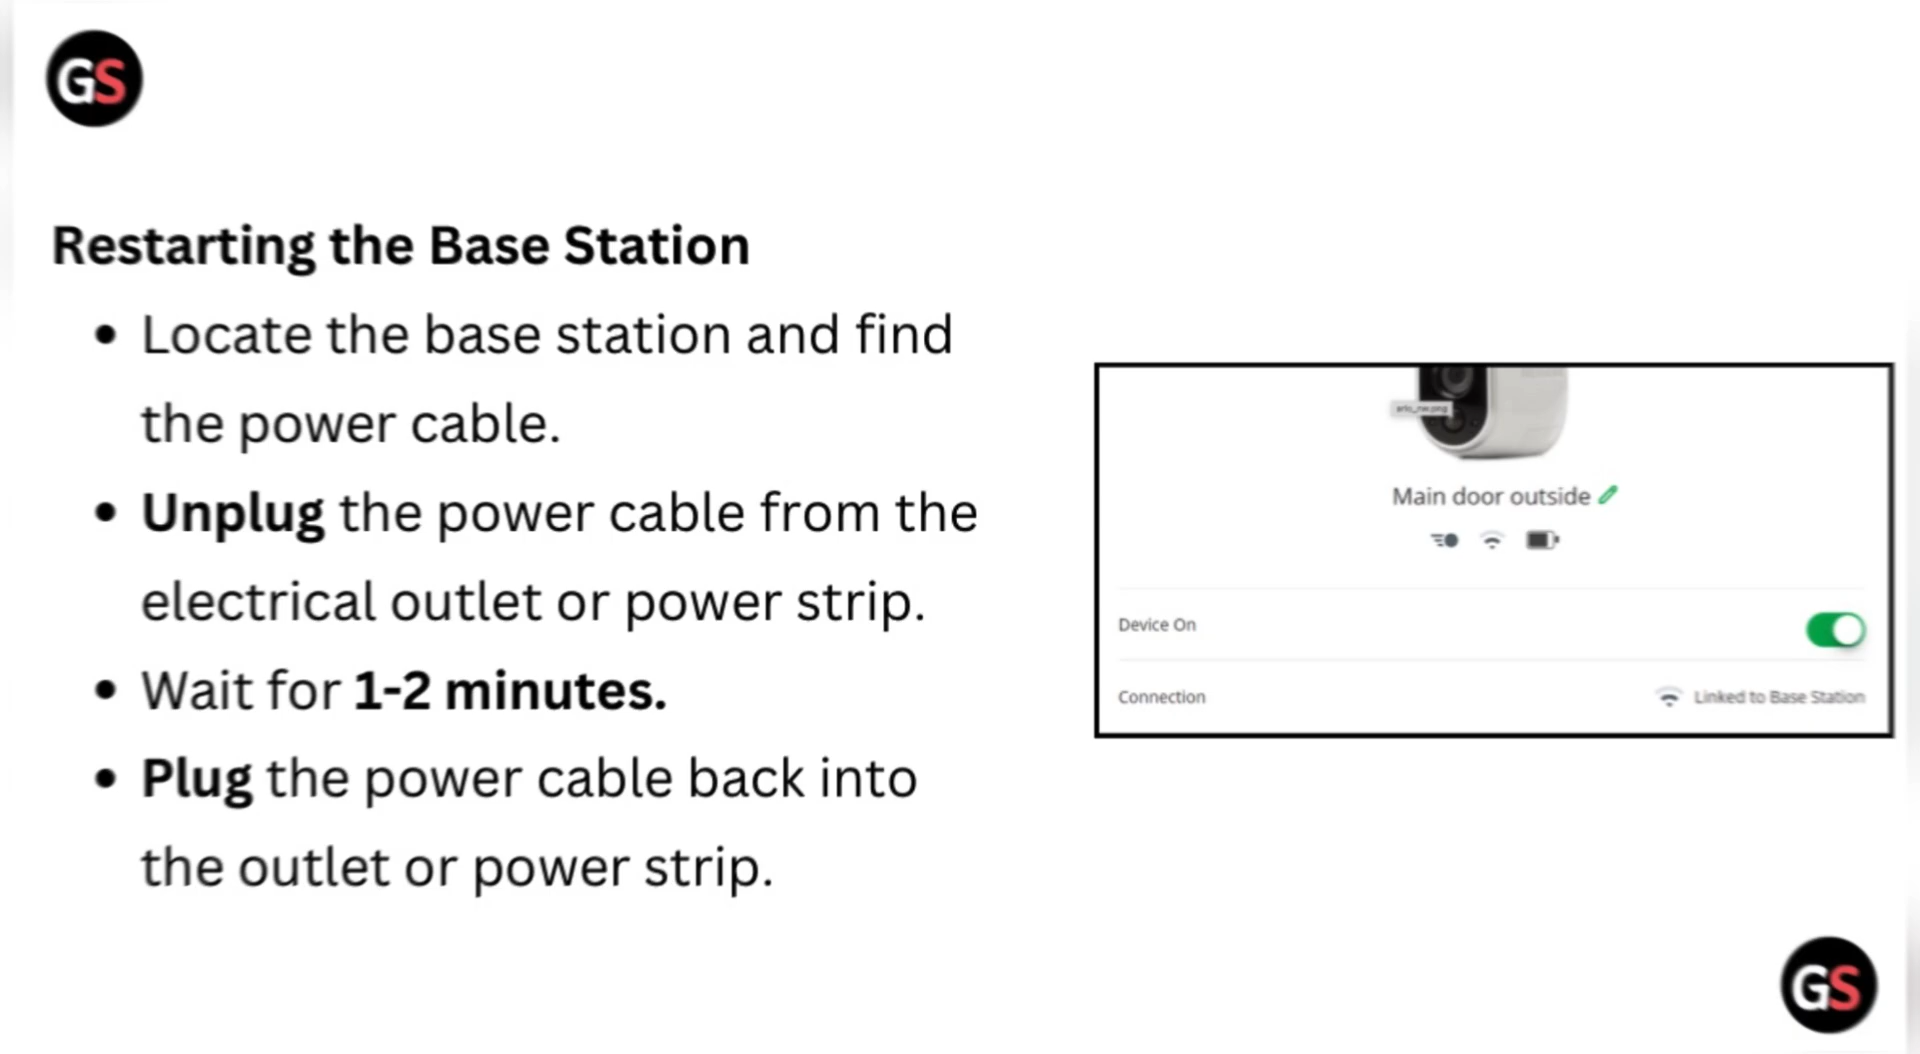 GS
Restarting the Base Station
• Locate the base station and find
the power cable.
• Unplug the power cable from the
electrical outlet or power strip.
• Wait for 1-2 minutes.
• Plug the power cable back into
the outlet or power strip.
Main door outside
Device On
Connection
Linked to Base Station
GS